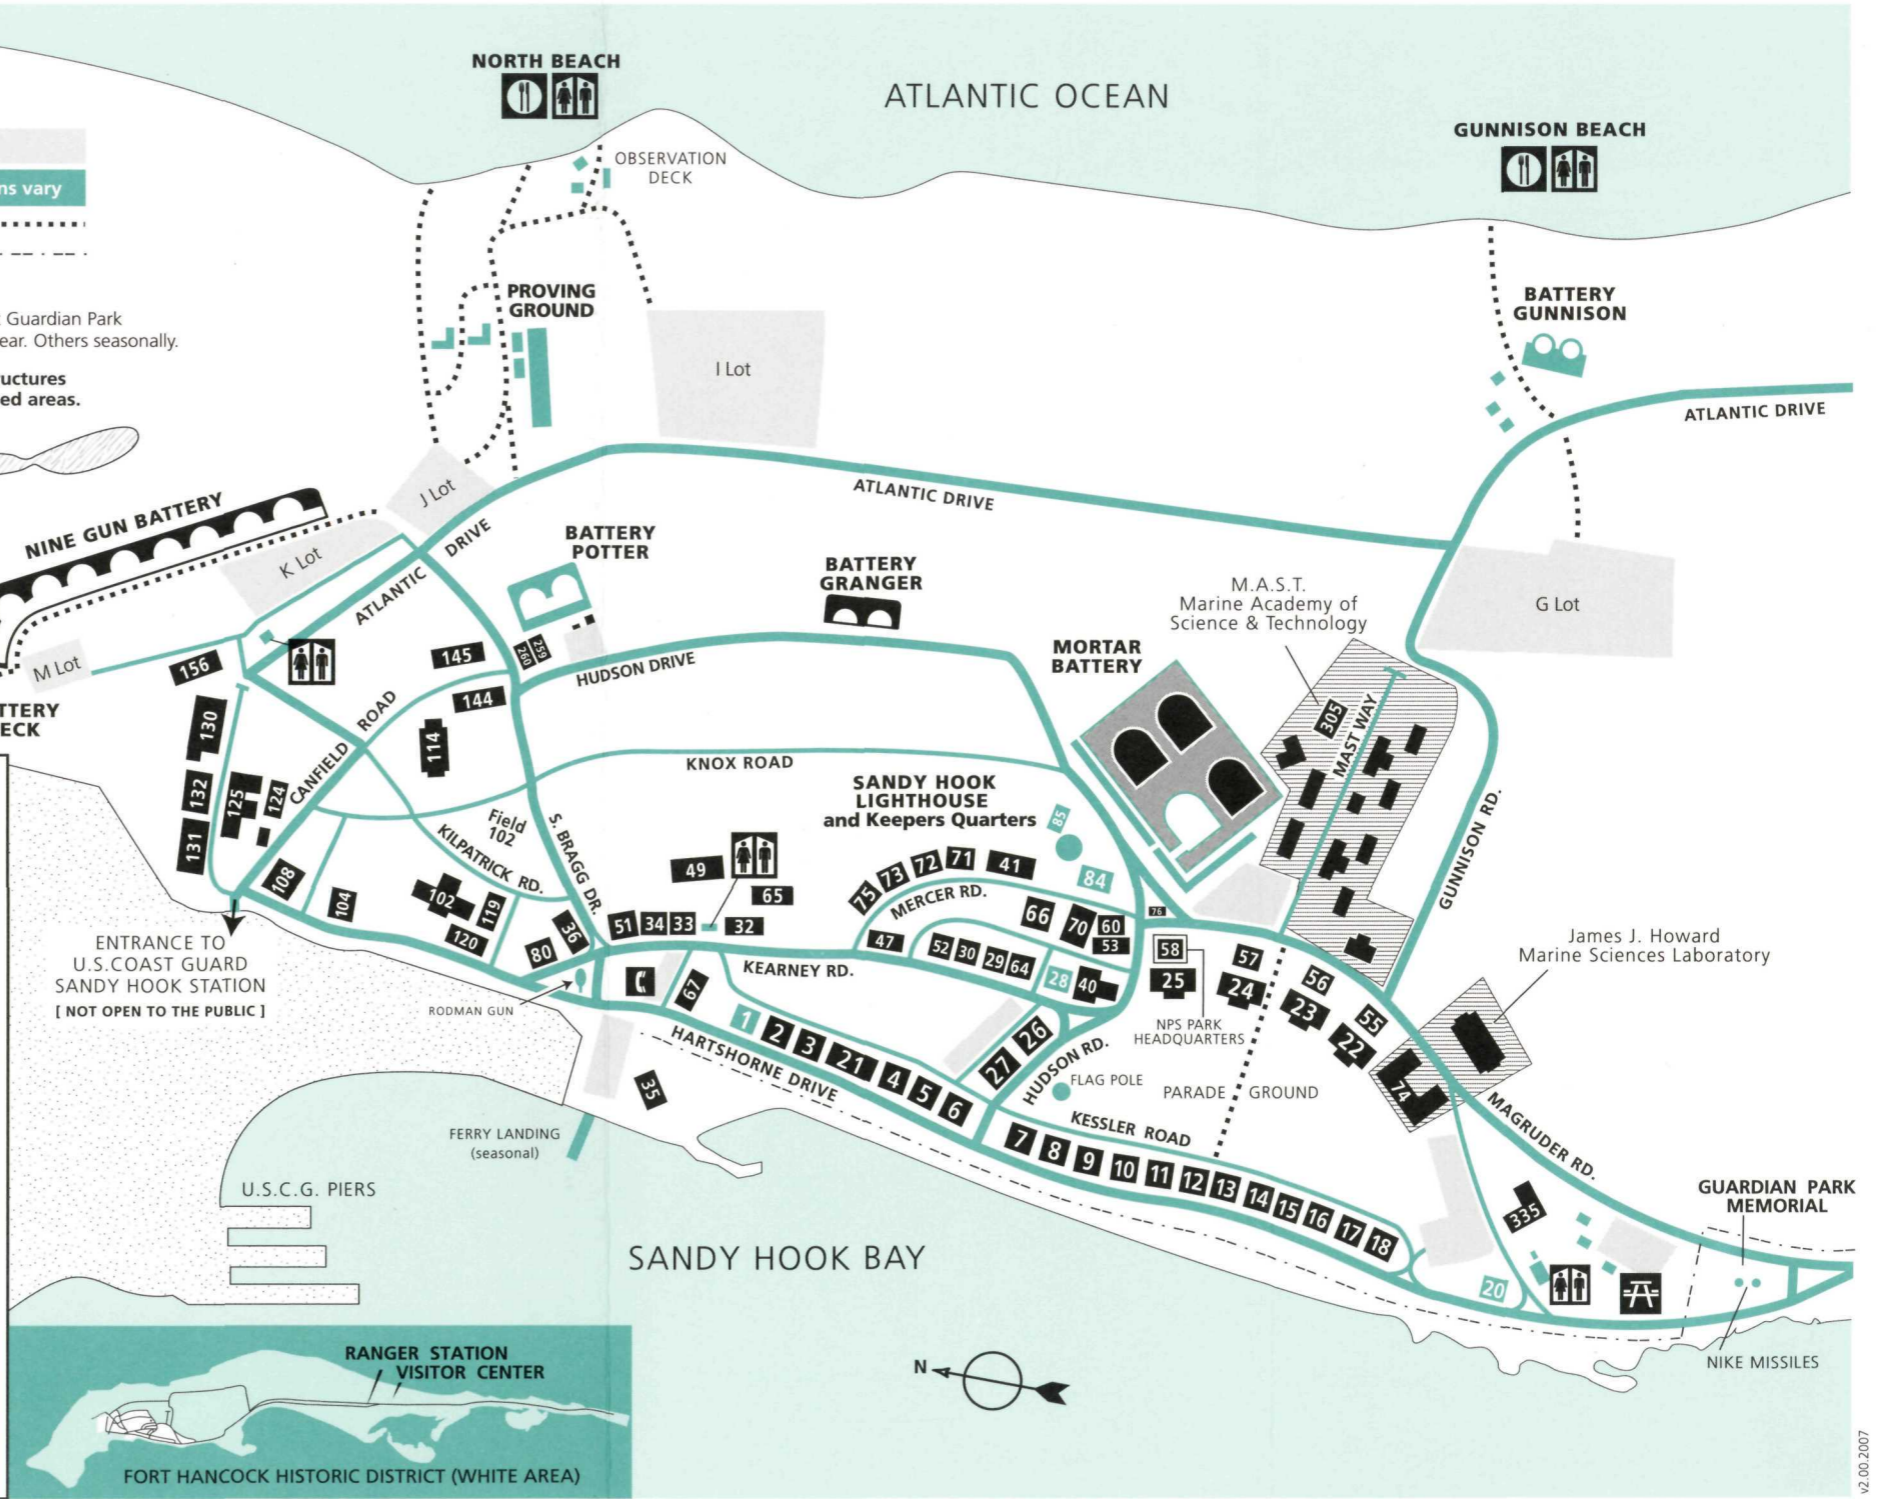 NORTH BEACH
ATLANTIC OCEAN
GUNNISON BEACH
OBSERVATION
DECK
ns vary
PROVING
GROUND
BATTERY
GUNNISON
Guardian Park
ear. Others seasonally.
I Lot
uctures
ed areas.
ATLANTIC DRIVE
J Lot
ATLANTIC DRIVE
NINE GUN BATTERY
K Lot
ATLANTIC DRIVE
BATTERY
POTTER
BATTERY
GRANGER
M.A.S.T.
Marine Academy of
Science & Technology
G Lot
M Lot
156
145
260
259
HUDSON DRIVE
MORTAR
BATTERY
TTERY
ECK
130
144
114
CANFIELD ROAD
305
MAST WAY
KNOX ROAD
132
125
124
131
Field
102
SANDY HOOK
LIGHTHOUSE
and Keepers Quarters
85
84
GUNNISON RD.
KILPATRICK RD.
S. BRAGG DR.
108
104
102
119
120
80
36
49
65
51
34
33
32
75
73
72
71
41
MERCER RD.
66
70
60
53
76
47
52
30
29
64
28
40
58
25
57
24
56
23
55
22
74
James J. Howard
Marine Sciences Laboratory
ENTRANCE TO
U.S.COAST GUARD
SANDY HOOK STATION
[ NOT OPEN TO THE PUBLIC ]
RODMAN GUN
KEARNEY RD.
67
1
2
3
21
4
5
6
27
26
HUDSON RD.
NPS PARK
HEADQUARTERS
FLAG POLE
PARADE GROUND
HARTSHORNE DRIVE
35
FERRY LANDING
(seasonal)
KESSLER ROAD
7
8
9
10
11
12
13
14
15
16
17
18
20
MAGRUDER RD.
335
GUARDIAN PARK
MEMORIAL
NIKE MISSILES
U.S.C.G. PIERS
SANDY HOOK BAY
N
RANGER STATION
VISITOR CENTER
FORT HANCOCK HISTORIC DISTRICT (WHITE AREA)
v2.00.2007